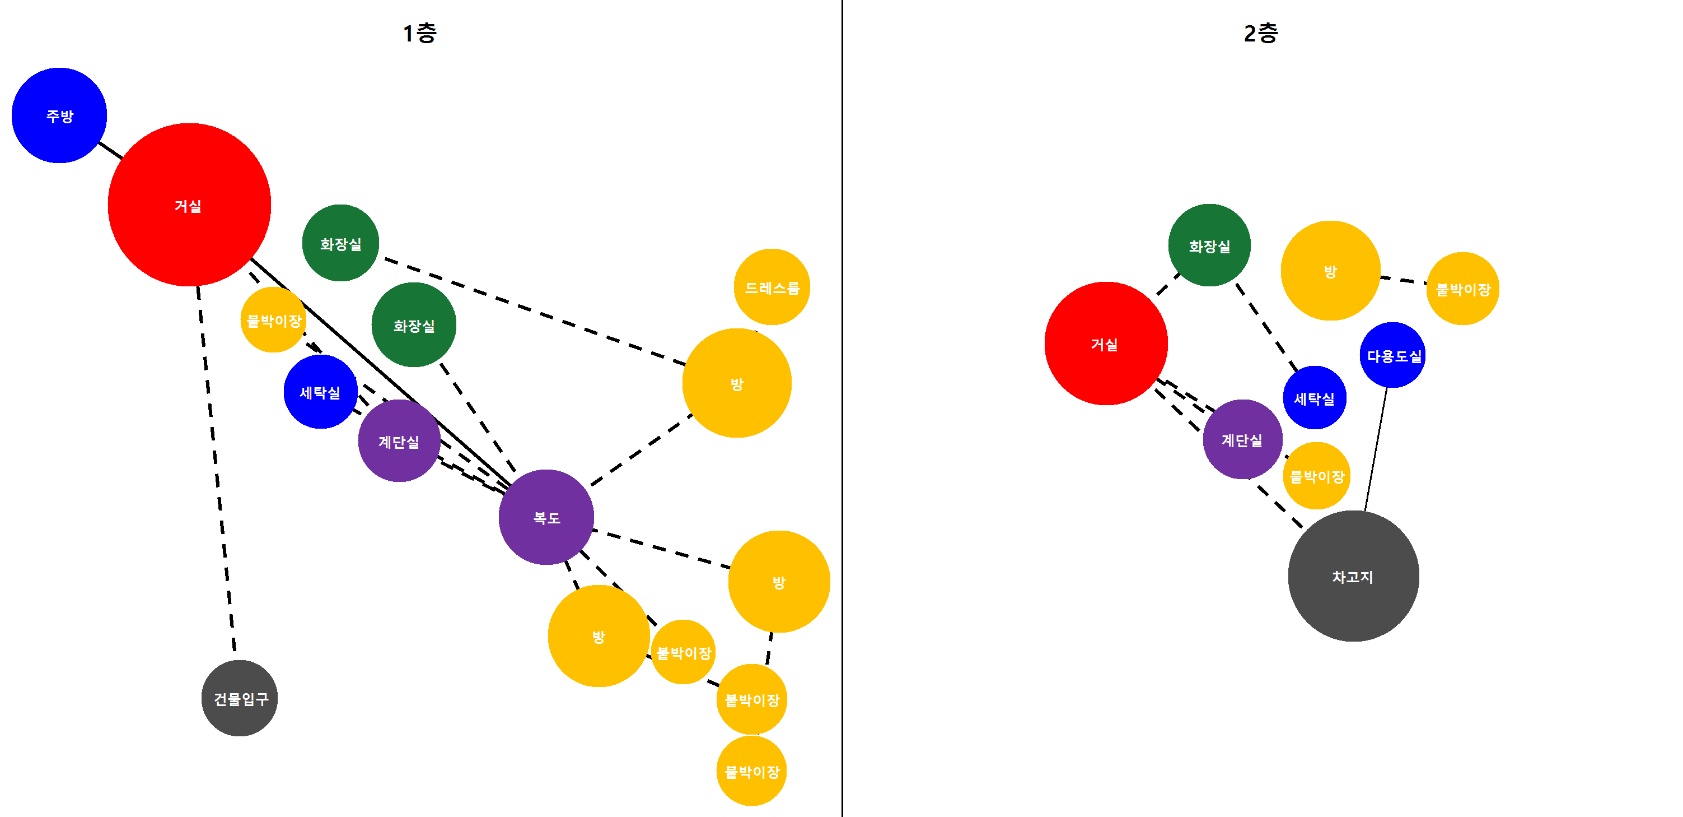 1층
주방
거실
화장실
드레스룸
붙박이장
화장실
방
세탁실
계단실
복도
방
방
붙박이장
건물입구
붙박이장
붙박이장
2층
화장실
방
붙박이장
거실
다용도실
세탁실
계단실
붙박이장
차고지